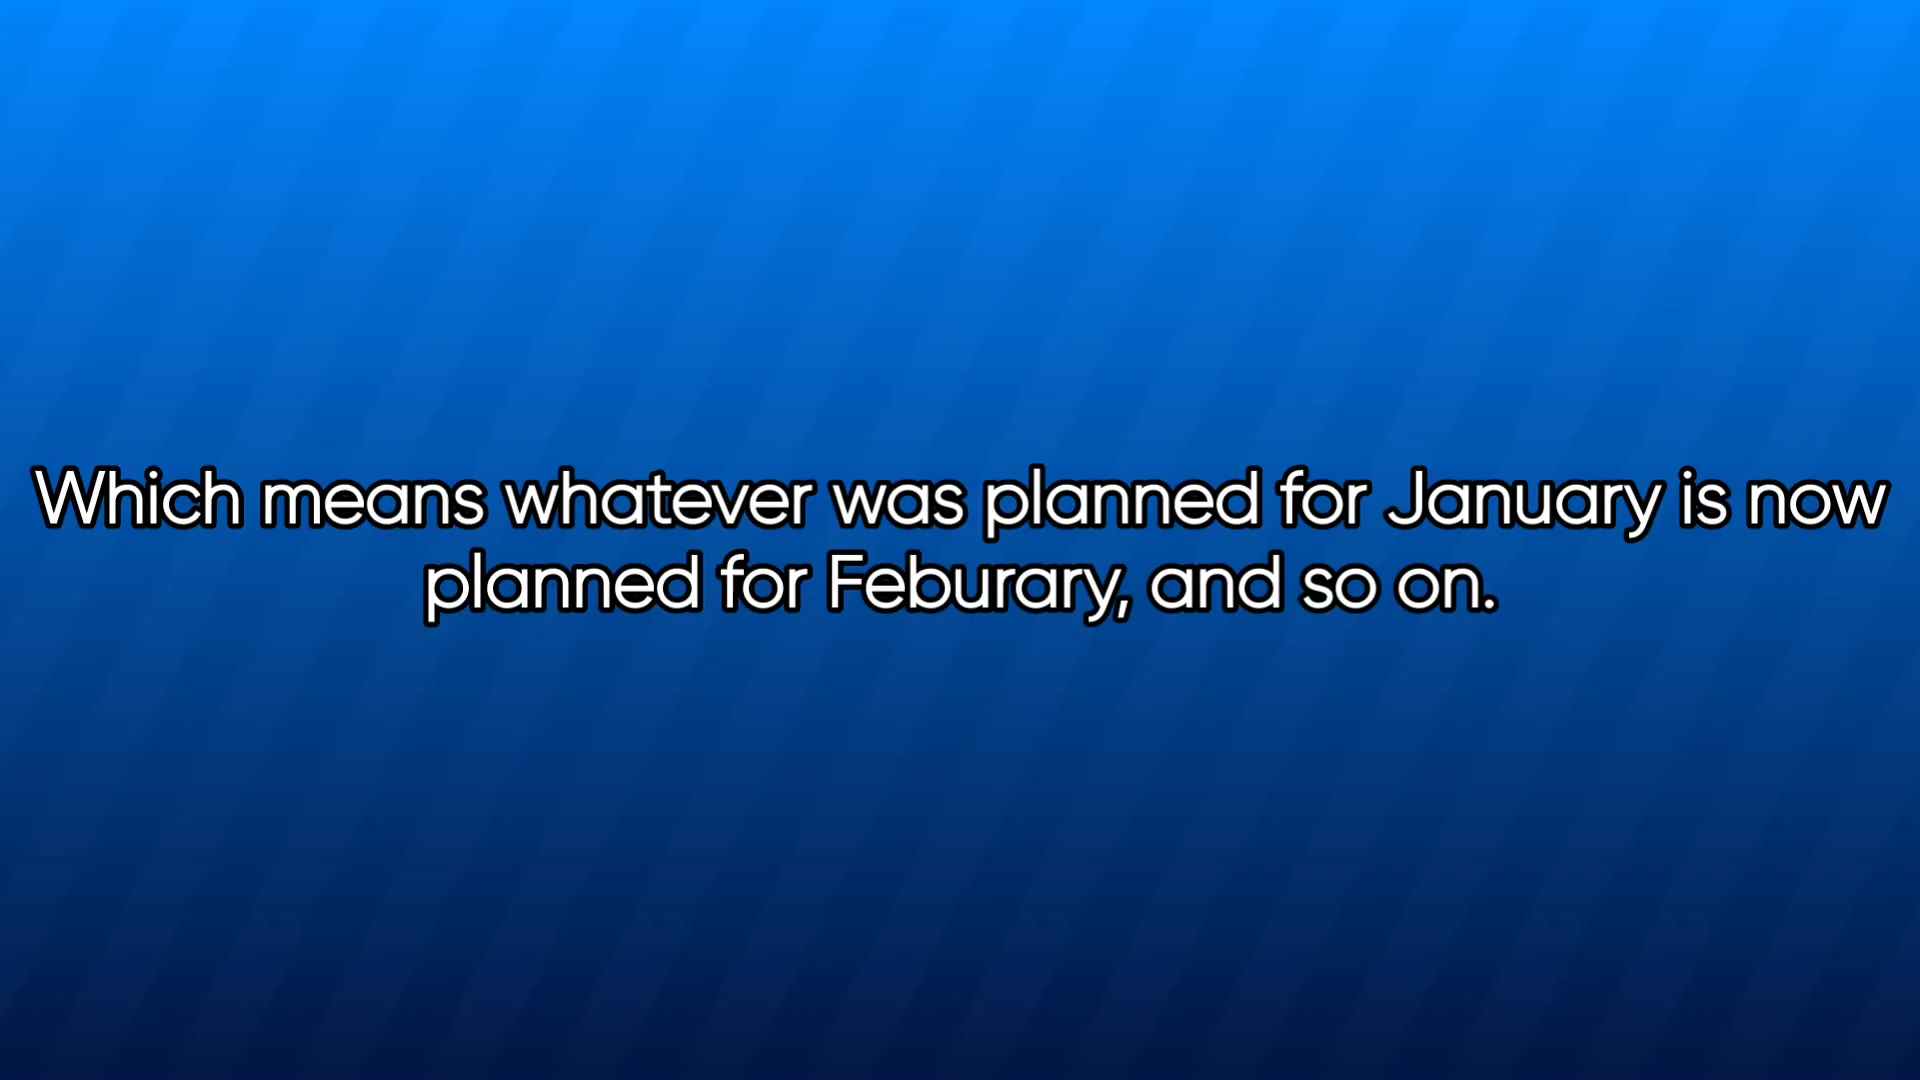 Which means whatever was planned for January is now
planned for Feburary, and so on.